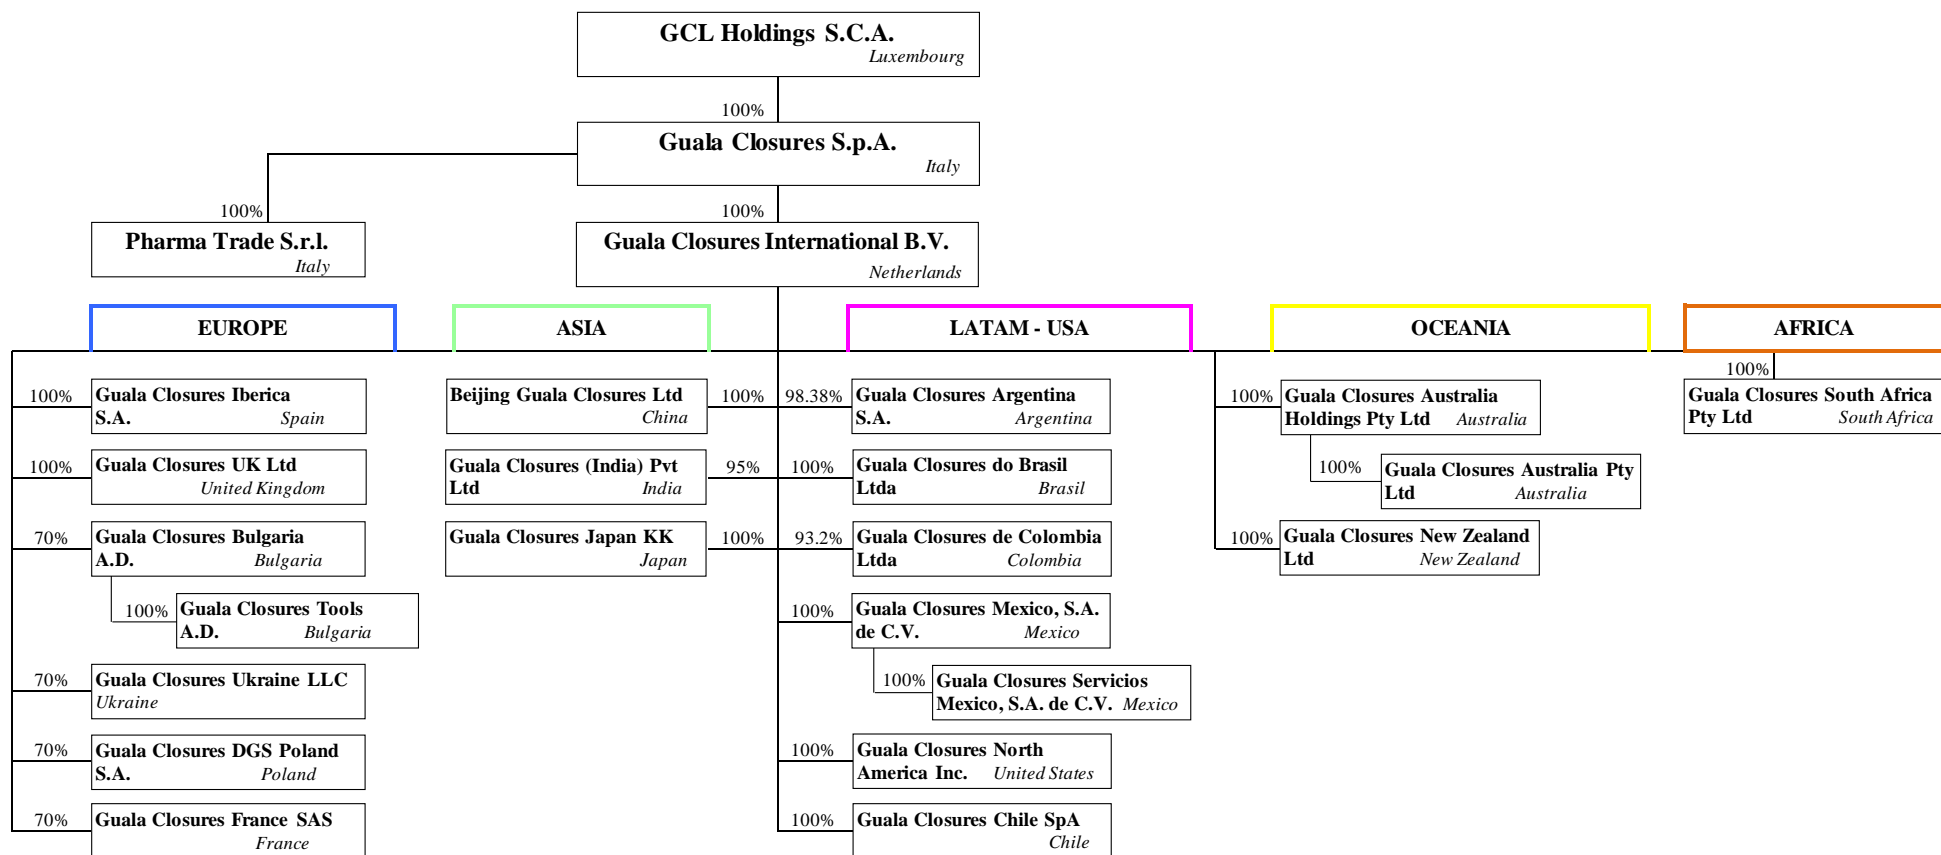 GCL Holdings S.C.A.
Luxembourg
100%
Guala Closures S.p.A.
Italy
100%
100%
Pharma Trade S.r.l.
Italy
Guala Closures International B.V.
Netherlands
EUROPE
ASIA
LATAM - USA
OCEANIA
AFRICA
100%
Guala Closures Iberica
S.A. Spain
100%
Guala Closures UK Ltd
United Kingdom
70%
Guala Closures Bulgaria
A.D. Bulgaria
100%
Guala Closures Tools
A.D. Bulgaria
70%
Guala Closures Ukraine LLC
Ukraine
70%
Guala Closures DGS Poland
S.A. Poland
70%
Guala Closures France SAS
France
Beijing Guala Closures Ltd
China
100%
Guala Closures (India) Pvt
Ltd India
95%
Guala Closures Japan KK
Japan
100%
98.38%
Guala Closures Argentina
S.A. Argentina
100%
Guala Closures do Brasil
Ltda Brasil
93.2%
Guala Closures de Colombia
Ltda Colombia
100%
Guala Closures Mexico, S.A.
de C.V. Mexico
100%
Guala Closures Servicios
Mexico, S.A. de C.V. Mexico
100%
Guala Closures North
America Inc. United States
100%
Guala Closures Chile SpA
Chile
100%
Guala Closures Australia
Holdings Pty Ltd Australia
100%
Guala Closures Australia Pty
Ltd Australia
100%
Guala Closures New Zealand
Ltd New Zealand
100%
Guala Closures South Africa
Pty Ltd South Africa